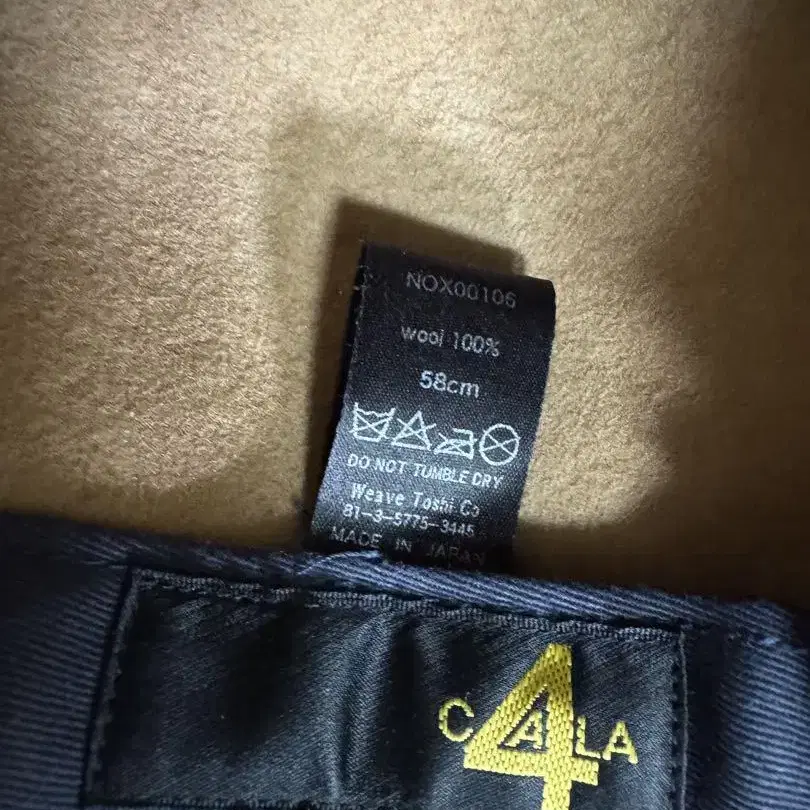 NOX00106
wool 100%
58cm
DO NOT TUMBLE DRY
Weave Toshi Co
81-3-5775-3445
MADE IN JAPAN
CA4LA